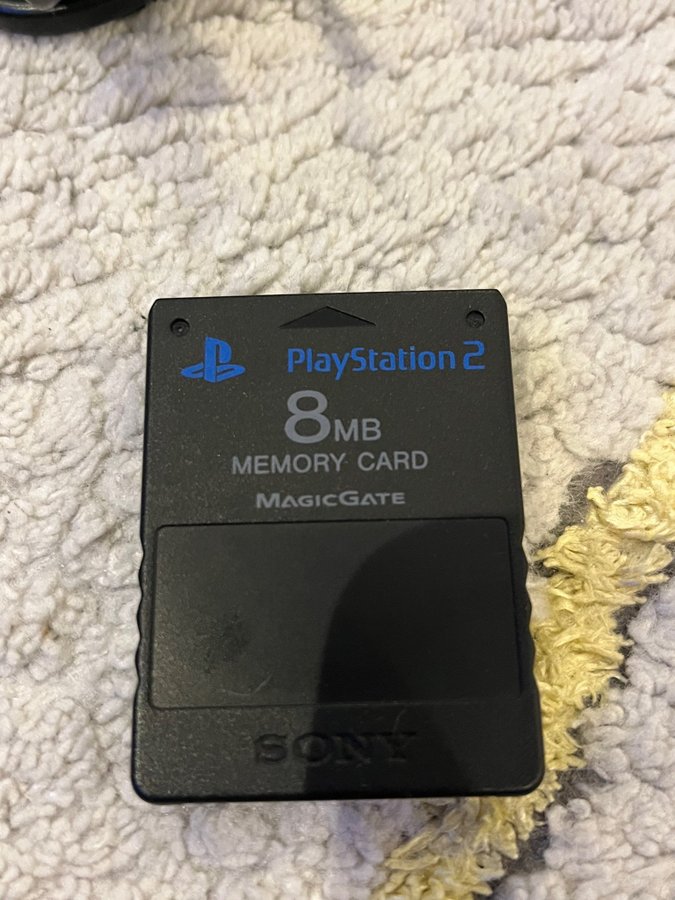 PlayStation 2
8MB
MEMORY CARD
MAGICGATE
SONY